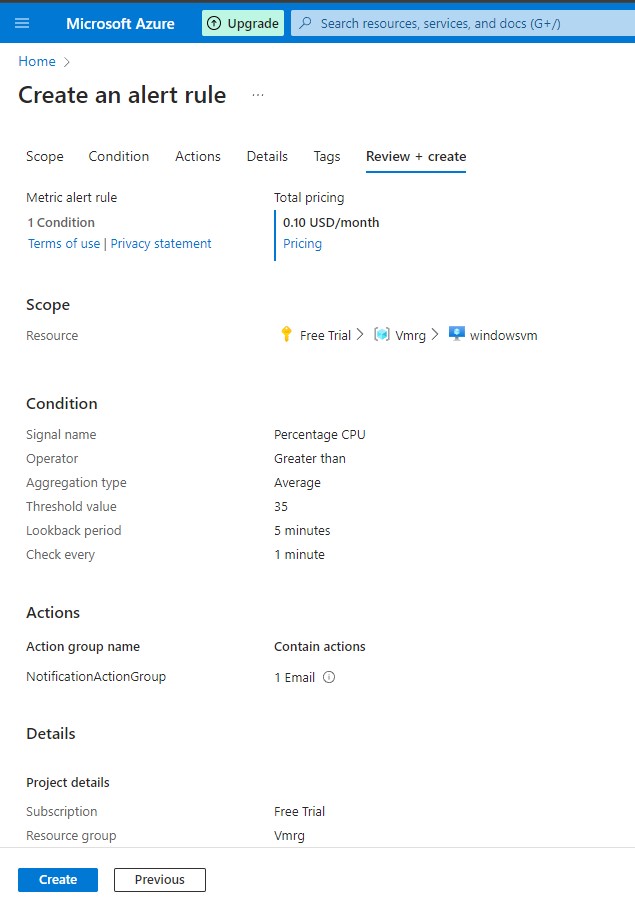 Microsoft Azure Upgrade Search resources, services, and docs (G+/)
Home >
Create an alert rule ...
Scope Condition Actions Details Tags Review + create
Metric alert rule Total pricing
1 Condition 0.10 USD/month
Terms of use | Privacy statement Pricing
Scope
Resource Free Trial > Vmrg > windowsvm
Condition
Signal name Percentage CPU
Operator Greater than
Aggregation type Average
Threshold value 35
Lookback period 5 minutes
Check every 1 minute
Actions
Action group name Contain actions
NotificationActionGroup 1 Email
Details
Project details
Subscription Free Trial
Resource group Vmrg
Create Previous